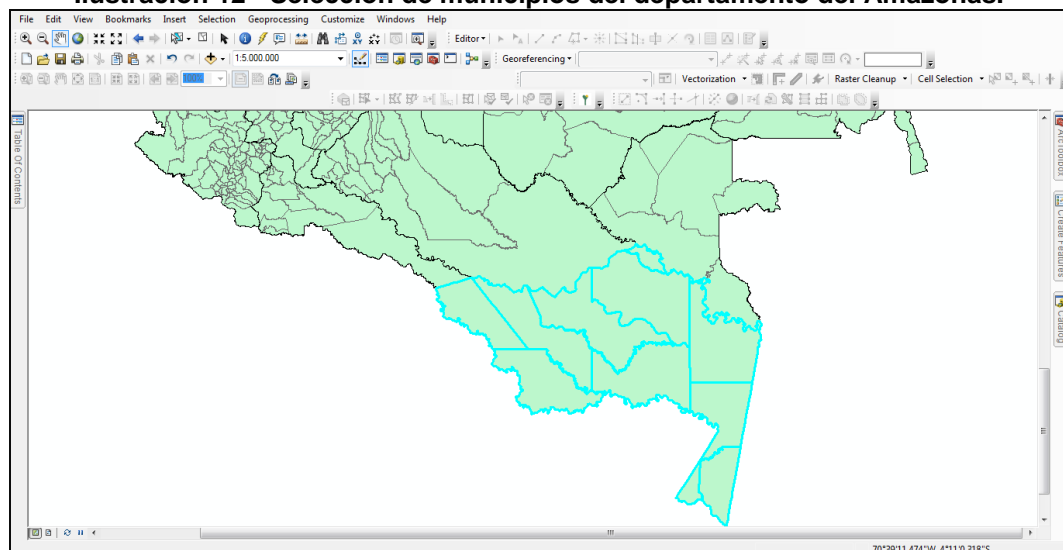 Ilustración 12 - Selección de municipios del departamento del Amazonas.
File Edit View Bookmarks Insert Selection Geoprocessing Customize Windows Help
Editor
1:5.000.000
Georeferencing
100%
Vectorization
Raster Cleanup
Cell Selection
Table Of Contents
ArcToolbox
Create Features
Catalog
70°39'11,474"W 4°11'0,318"S